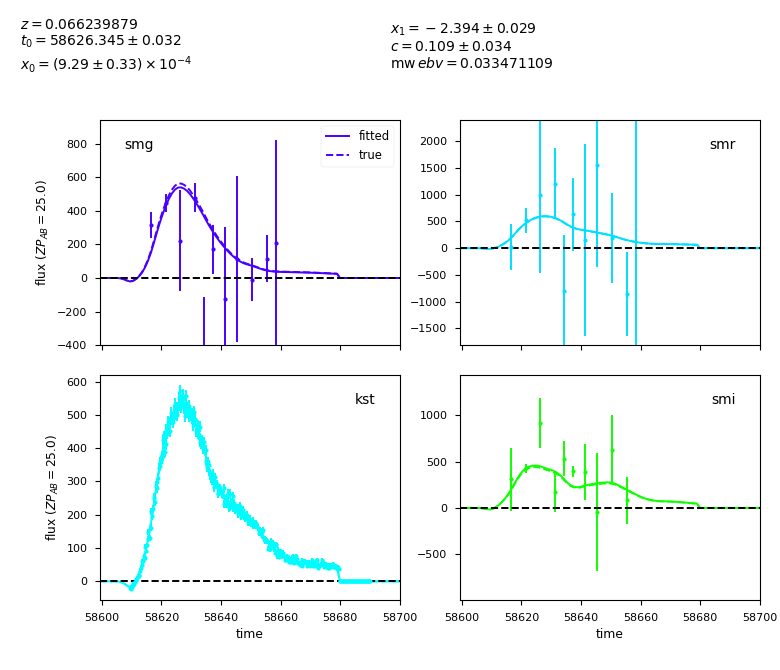 z = 0.066239879
t0 = 58626.345 ± 0.032
x0 = (9.29 ± 0.33) × 10^−4
x1 = −2.394 ± 0.029
c = 0.109 ± 0.034
mw ebv = 0.033471109
smg
fitted
true
800
600
400
200
0
−200
−400
flux (ZP_AB = 25.0)
smr
2000
1500
1000
500
0
−500
−1000
−1500
kst
600
500
400
300
200
100
0
flux (ZP_AB = 25.0)
58600 58620 58640 58660 58680 58700
time
smi
1000
500
0
−500
58600 58620 58640 58660 58680 58700
time